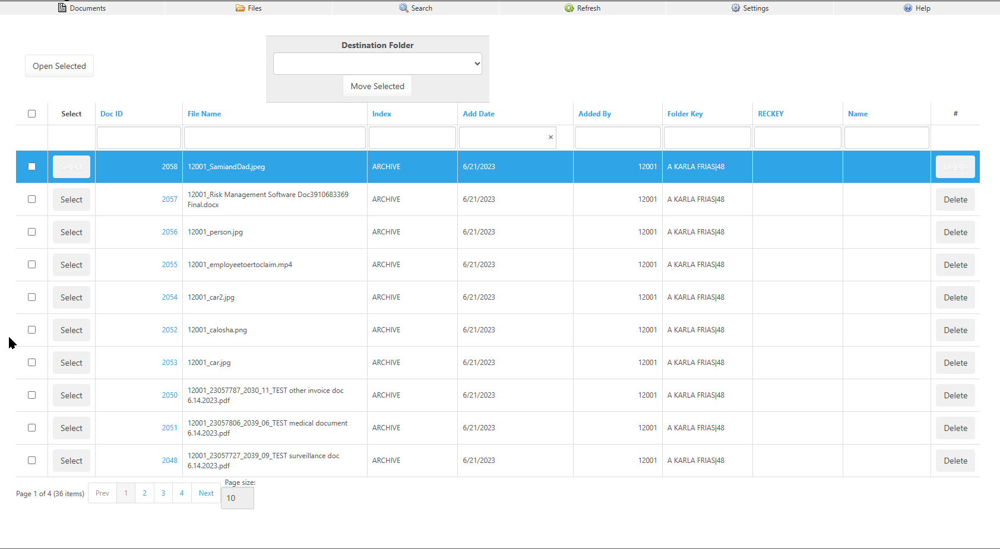 Documents Files Search Refresh Settings Help
Destination Folder
Open Selected
Move Selected
Select Doc ID File Name Index Add Date Added By Folder Key RECKEY Name #
×
Select 2058 12001_SamiandDad.jpeg ARCHIVE 6/21/2023 12001 A KARLA FRIAS|48 Delete
Select 2057 12001_Risk Management Software Doc3910683369 Final.docx ARCHIVE 6/21/2023 12001 A KARLA FRIAS|48 Delete
Select 2056 12001_person.jpg ARCHIVE 6/21/2023 12001 A KARLA FRIAS|48 Delete
Select 2055 12001_employeetoertoclaim.mp4 ARCHIVE 6/21/2023 12001 A KARLA FRIAS|48 Delete
Select 2054 12001_car2.jpg ARCHIVE 6/21/2023 12001 A KARLA FRIAS|48 Delete
Select 2052 12001_calosha.png ARCHIVE 6/21/2023 12001 A KARLA FRIAS|48 Delete
Select 2053 12001_car.jpg ARCHIVE 6/21/2023 12001 A KARLA FRIAS|48 Delete
Select 2050 12001_23057787_2030_11_TEST other invoice doc 6.14.2023.pdf ARCHIVE 6/21/2023 12001 A KARLA FRIAS|48 Delete
Select 2051 12001_23057806_2039_06_TEST medical document 6.14.2023.pdf ARCHIVE 6/21/2023 12001 A KARLA FRIAS|48 Delete
Select 2048 12001_23057727_2039_09_TEST surveillance doc 6.14.2023.pdf ARCHIVE 6/21/2023 12001 A KARLA FRIAS|48 Delete
Page size:
Page 1 of 4 (36 items) Prev 1 2 3 4 Next 10